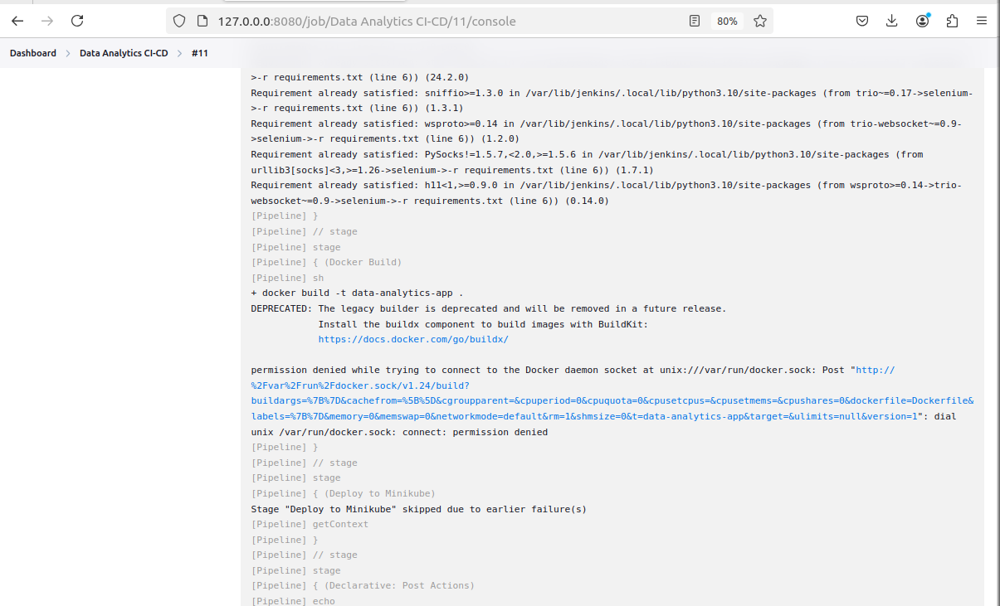 127.0.0.0:8080/job/Data Analytics CI-CD/11/console
80%
Dashboard > Data Analytics CI-CD > #11
>-r requirements.txt (line 6)) (24.2.0)
Requirement already satisfied: sniffio>=1.3.0 in /var/lib/jenkins/.local/lib/python3.10/site-packages (from trio~=0.17->selenium-
>-r requirements.txt (line 6)) (1.3.1)
Requirement already satisfied: wsproto>=0.14 in /var/lib/jenkins/.local/lib/python3.10/site-packages (from trio-websocket~=0.9-
>selenium->-r requirements.txt (line 6)) (1.2.0)
Requirement already satisfied: PySocks!=1.5.7,<2.0,>=1.5.6 in /var/lib/jenkins/.local/lib/python3.10/site-packages (from
urllib3[socks]<3,>=1.26->selenium->-r requirements.txt (line 6)) (1.7.1)
Requirement already satisfied: h11<1,>=0.9.0 in /var/lib/jenkins/.local/lib/python3.10/site-packages (from wsproto>=0.14->trio-
websocket~=0.9->selenium->-r requirements.txt (line 6)) (0.14.0)
[Pipeline] }
[Pipeline] // stage
[Pipeline] stage
[Pipeline] { (Docker Build)
[Pipeline] sh
+ docker build -t data-analytics-app .
DEPRECATED: The legacy builder is deprecated and will be removed in a future release.
Install the buildx component to build images with BuildKit:
https://docs.docker.com/go/buildx/
permission denied while trying to connect to the Docker daemon socket at unix:///var/run/docker.sock: Post "http://
%2Fvar%2Frun%2Fdocker.sock/v1.24/build?
buildargs=%7B%7D&cachefrom=%5B%5D&cgroupparent=&cpuperiod=0&cpuquota=0&cpusetcpus=&cpusetmems=&cpushares=0&dockerfile=Dockerfile&
labels=%7B%7D&memory=0&memswap=0&networkmode=default&rm=1&shmsize=0&t=data-analytics-app&target=&ulimits=null&version=1": dial
unix /var/run/docker.sock: connect: permission denied
[Pipeline] }
[Pipeline] // stage
[Pipeline] stage
[Pipeline] { (Deploy to Minikube)
Stage "Deploy to Minikube" skipped due to earlier failure(s)
[Pipeline] getContext
[Pipeline] }
[Pipeline] // stage
[Pipeline] stage
[Pipeline] { (Declarative: Post Actions)
[Pipeline] echo